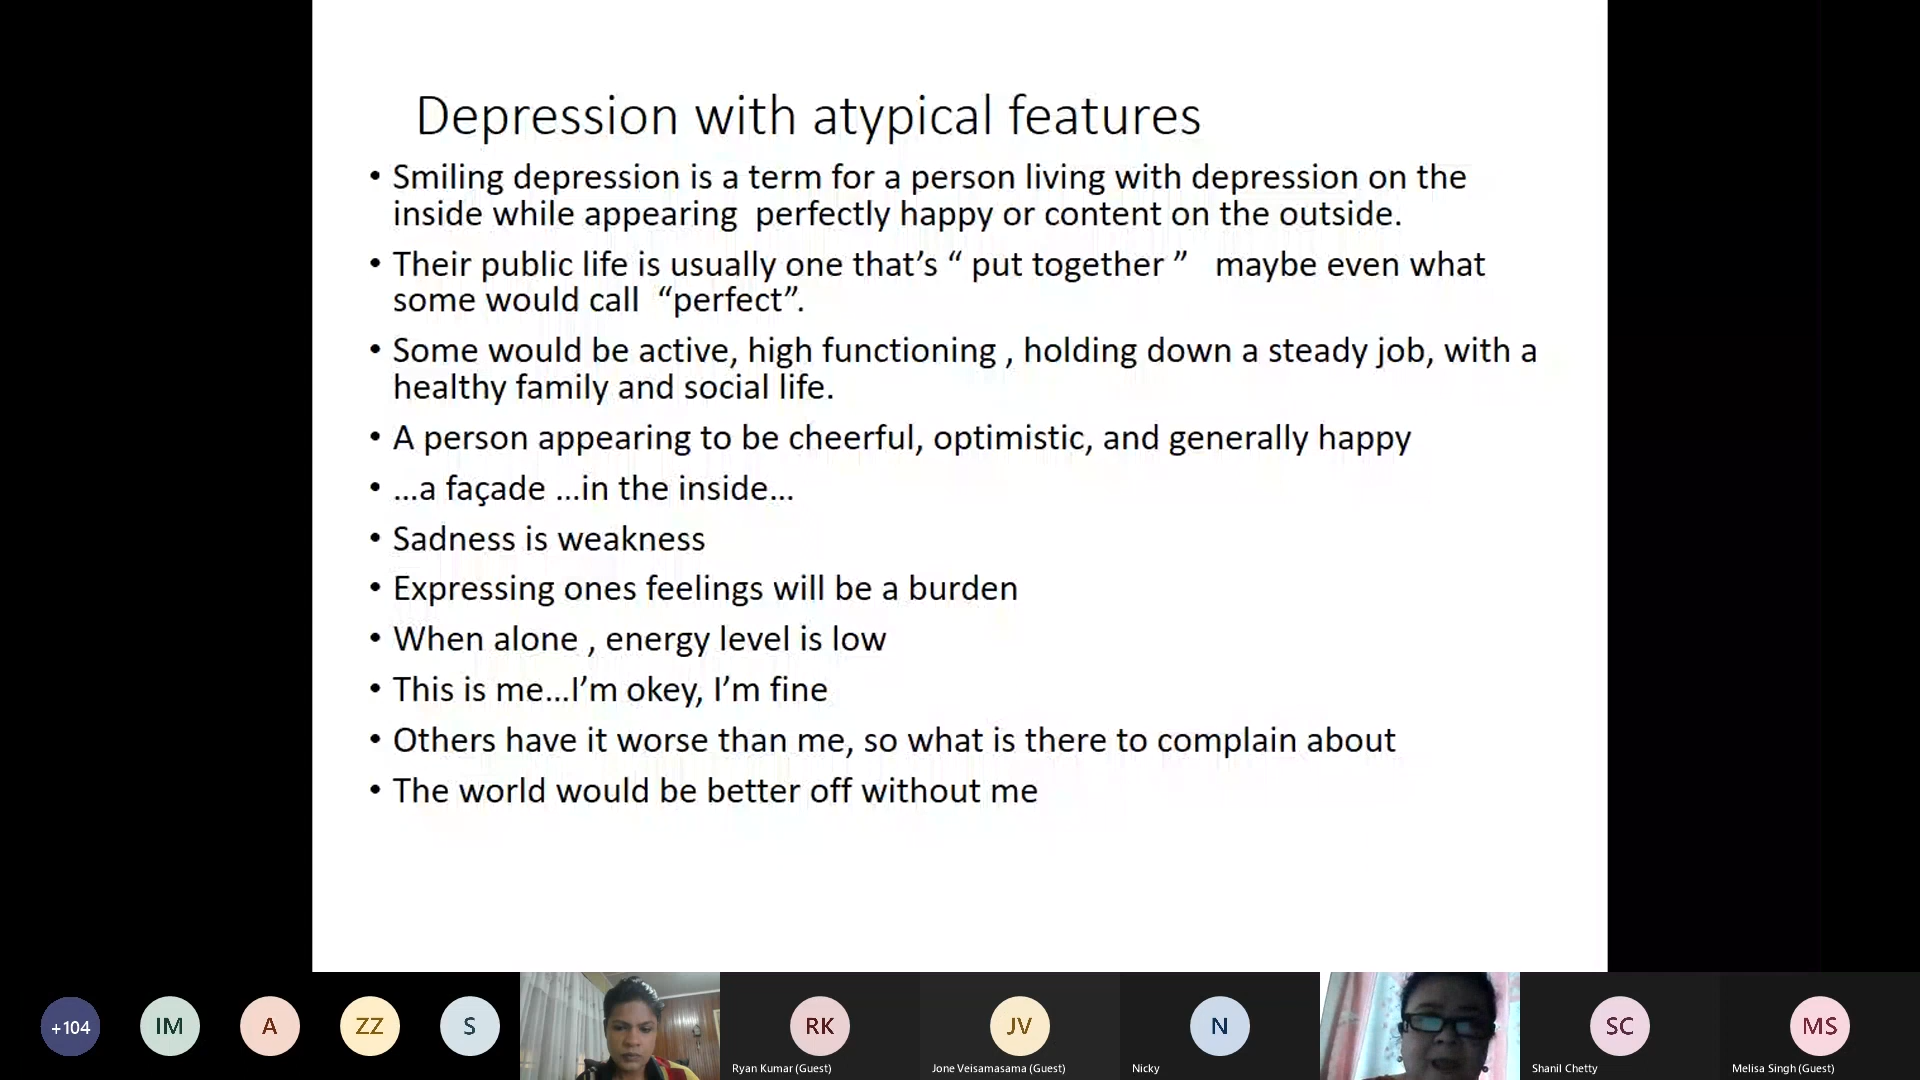 Depression with atypical features
• Smiling depression is a term for a person living with depression on the
inside while appearing  perfectly happy or content on the outside.
• Their public life is usually one that’s “ put together ”   maybe even what
some would call  “perfect”.
• Some would be active, high functioning , holding down a steady job, with a
healthy family and social life.
• A person appearing to be cheerful, optimistic, and generally happy
• …a façade …in the inside…
• Sadness is weakness
• Expressing ones feelings will be a burden
• When alone , energy level is low
• This is me…I’m okey, I’m fine
• Others have it worse than me, so what is there to complain about
• The world would be better off without me
+104
IM
A
ZZ
S
RK
JV
N
SC
MS
Ryan Kumar (Guest)
Jone Veisamasama (Guest)
Nicky
Shanil Chetty
Melisa Singh (Guest)